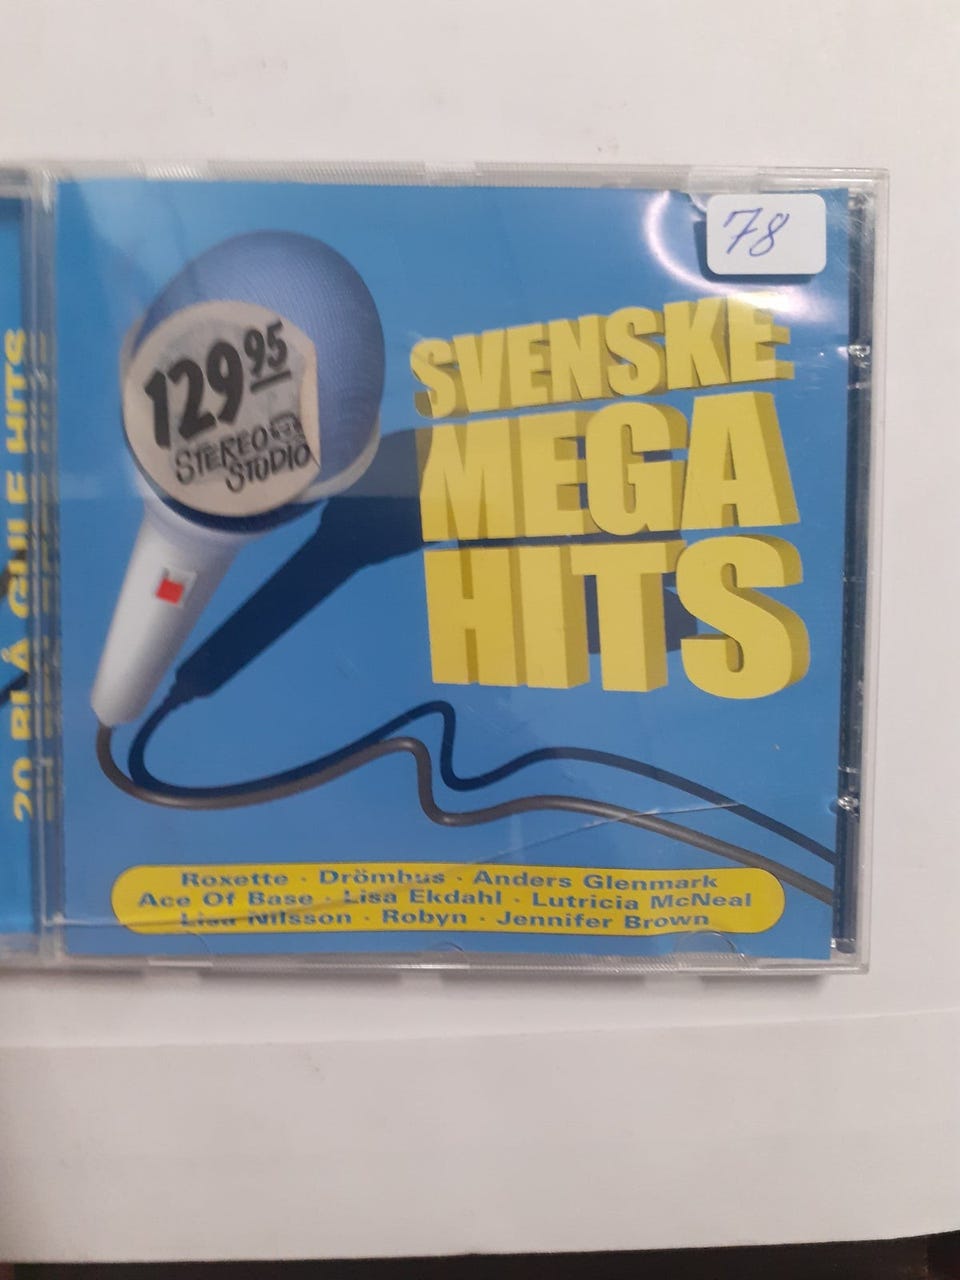 78
129 95
STEREO
STUDIO
SVENSKE
MEGA
HITS
20 BLÅ GULE HITS
Roxette · Drömhus · Anders Glenmark
Ace Of Base · Lisa Ekdahl · Lutricia McNeal
Lisa Nilsson · Robyn · Jennifer Brown